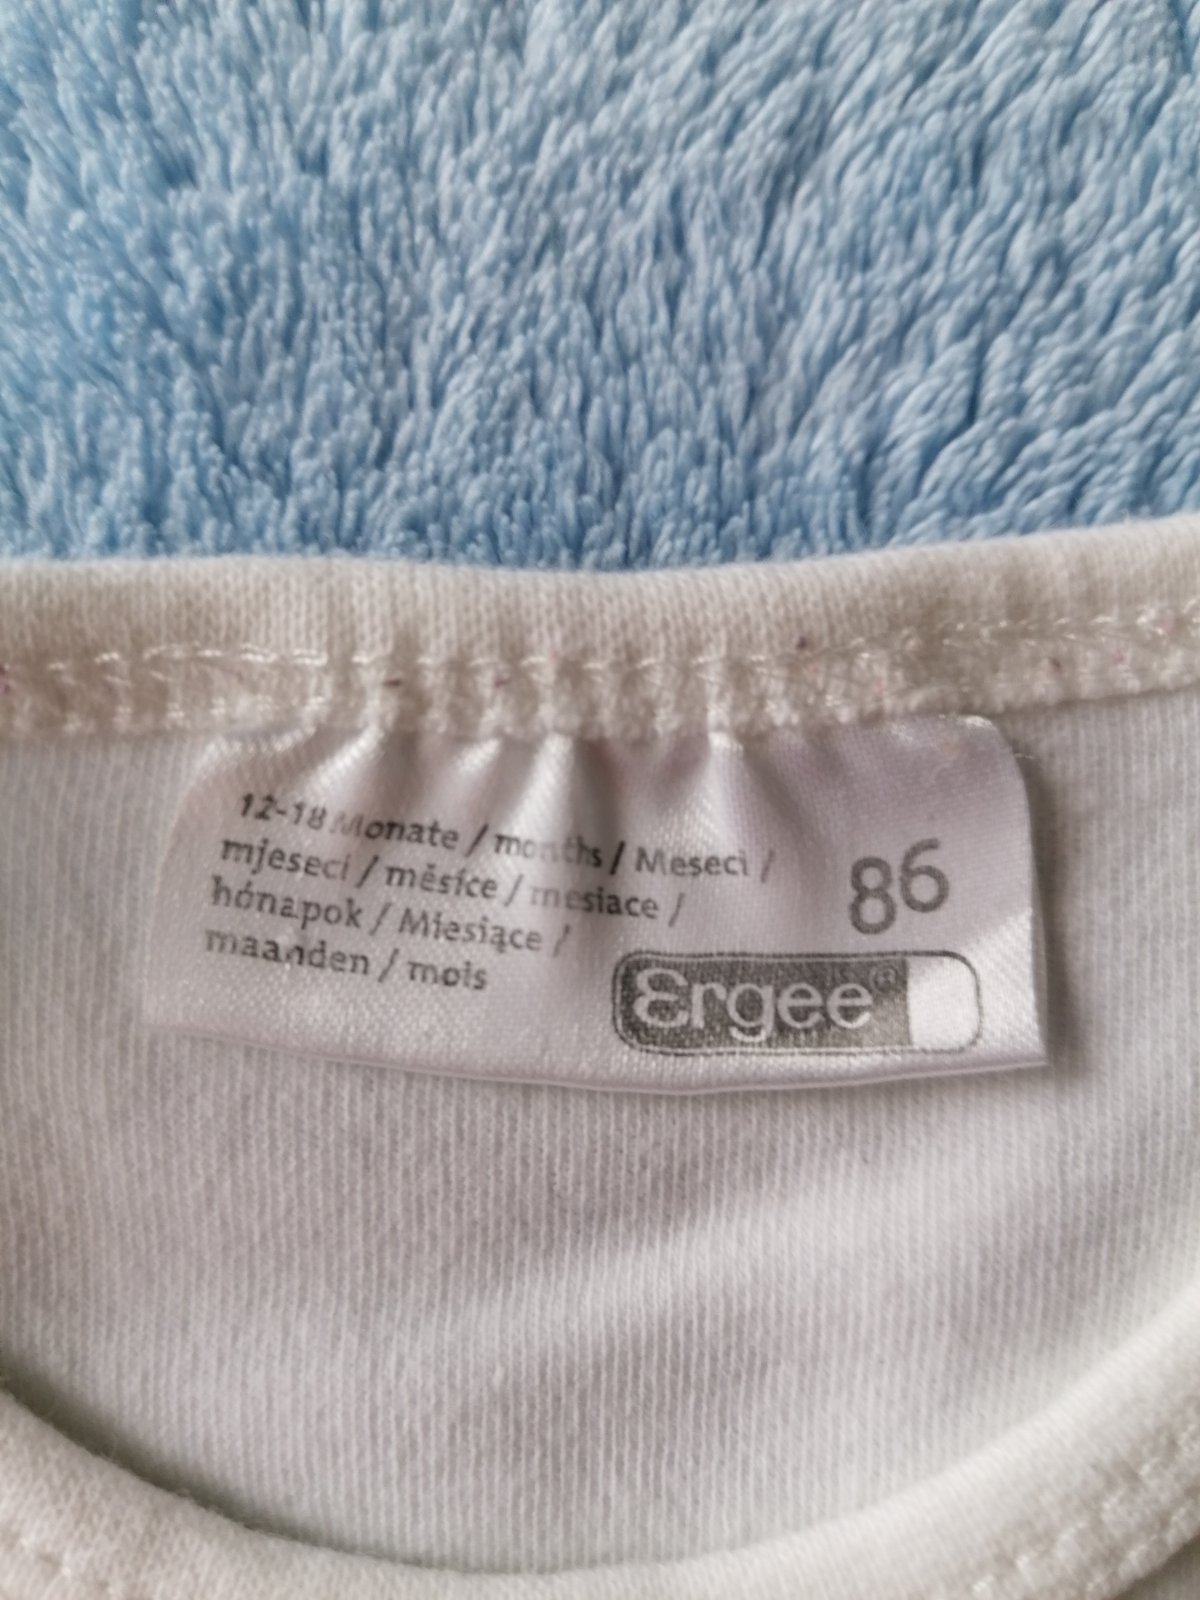 12-18 Monate / months / Meseci /
mjeseci / měsíce / mesiace /
hónapok / Miesiące /
maanden / mois
86
Ergee®